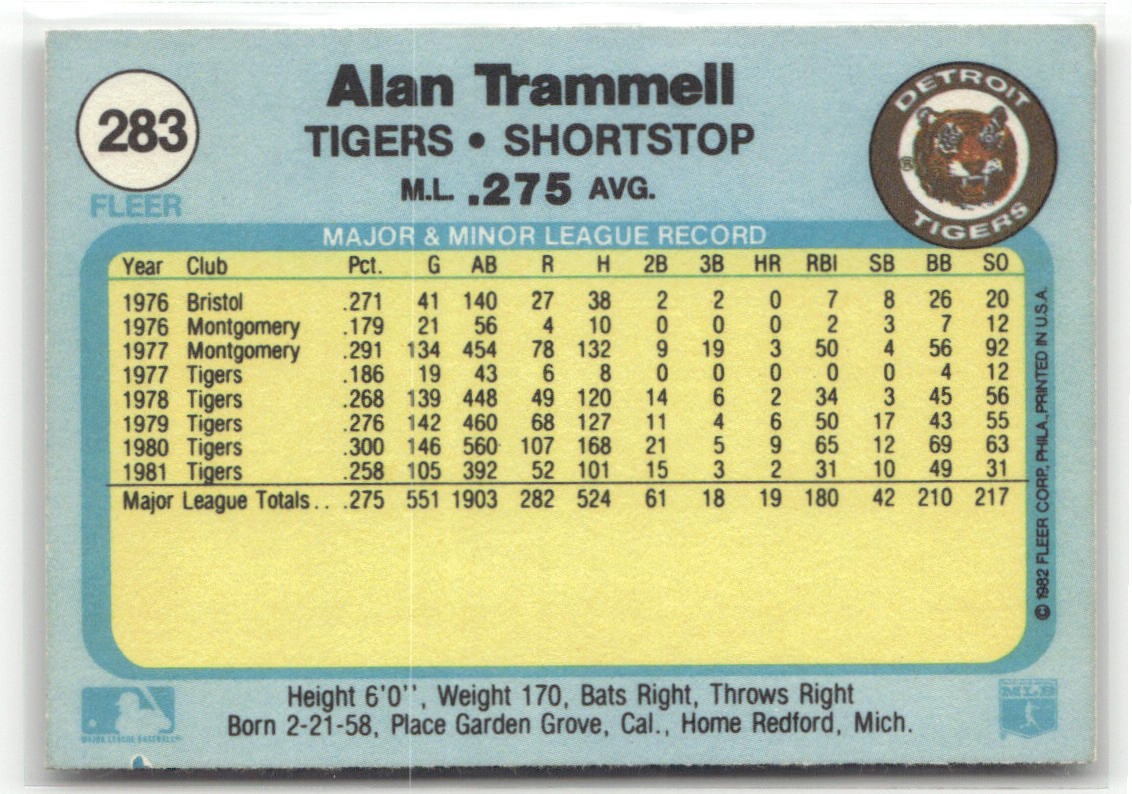 283
FLEER
Alan Trammell
TIGERS • SHORTSTOP
M.L. .275 AVG.
DETROIT
TIGERS
®
MAJOR & MINOR LEAGUE RECORD
Year Club Pct. G AB R H 2B 3B HR RBI SB BB SO
1976 Bristol .271 41 140 27 38 2 2 0 7 8 26 20
1976 Montgomery .179 21 56 4 10 0 0 0 2 3 7 12
1977 Montgomery .291 134 454 78 132 9 19 3 50 4 56 92
1977 Tigers .186 19 43 6 8 0 0 0 0 0 4 12
1978 Tigers .268 139 448 49 120 14 6 2 34 3 45 56
1979 Tigers .276 142 460 68 127 11 4 6 50 17 43 55
1980 Tigers .300 146 560 107 168 21 5 9 65 12 69 63
1981 Tigers .258 105 392 52 101 15 3 2 31 10 49 31
Major League Totals . . .275 551 1903 282 524 61 18 19 180 42 210 217
© 1982 FLEER CORP., PHILA., PRINTED IN U.S.A.
Height 6'0'', Weight 170, Bats Right, Throws Right
Born 2-21-58, Place Garden Grove, Cal., Home Redford, Mich.
MAJOR LEAGUE BASEBALL
MLB